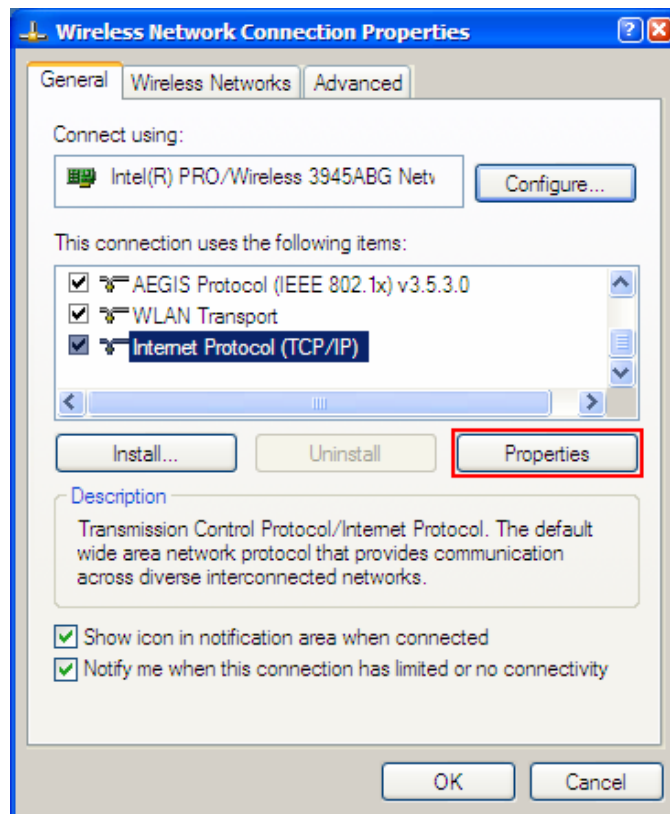 Wireless Network Connection Properties
General Wireless Networks Advanced
Connect using:
Intel(R) PRO/Wireless 3945ABG Netw
Configure...
This connection uses the following items:
AEGIS Protocol (IEEE 802.1x) v3.5.3.0
WLAN Transport
Internet Protocol (TCP/IP)
Install... Uninstall Properties
Description
Transmission Control Protocol/Internet Protocol. The default
wide area network protocol that provides communication
across diverse interconnected networks.
Show icon in notification area when connected
Notify me when this connection has limited or no connectivity
OK Cancel